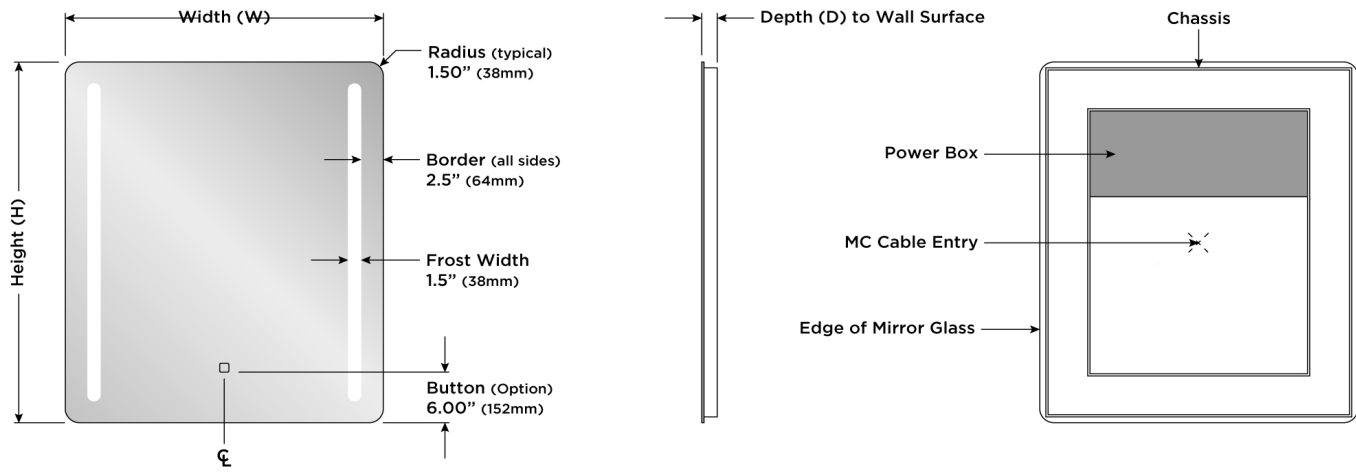 Width (W)
Radius (typical)
1.50” (38mm)
Border (all sides)
2.5” (64mm)
Height (H)
Frost Width
1.5” (38mm)
Button (Option)
6.00” (152mm)
℄
Depth (D) to Wall Surface
Chassis
Power Box
MC Cable Entry
Edge of Mirror Glass